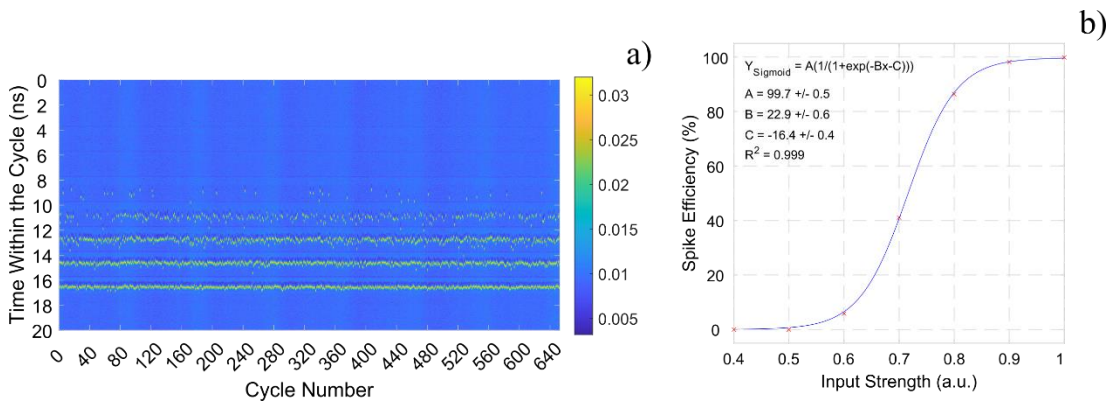 a)
0
2
4
6
8
10
12
14
16
18
20
Time Within the Cycle (ns)
0 40 80 120 160 200 240 280 320 360 400 440 480 520 560 600 640
Cycle Number
0.03
0.025
0.02
0.015
0.01
0.005
b)
100
80
60
40
20
0
Spike Efficiency (%)
Y Sigmoid = A(1/(1+exp(-Bx-C)))
A = 99.7 +/- 0.5
B = 22.9 +/- 0.6
C = -16.4 +/- 0.4
R2 = 0.999
0.4 0.5 0.6 0.7 0.8 0.9 1
Input Strength (a.u.)